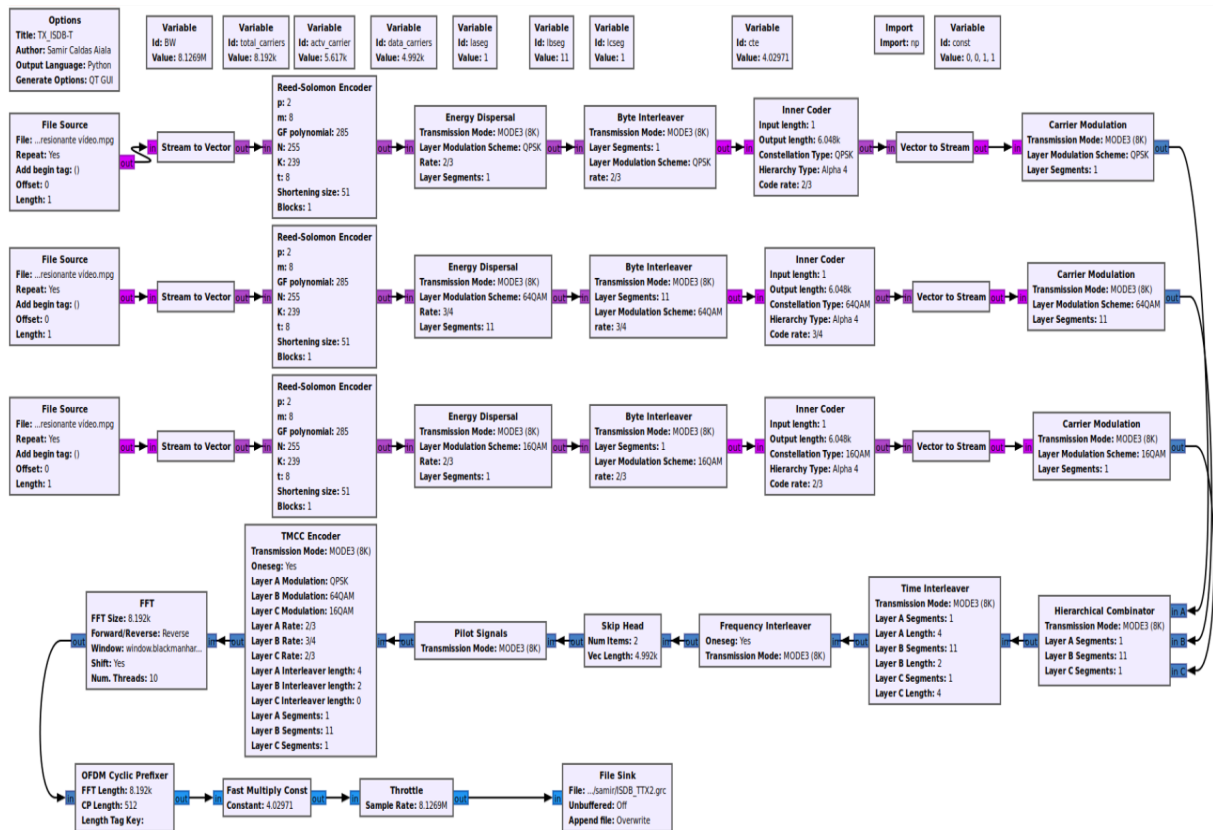 Options
Title: TX_ISDB-T
Author: Samir Caldas Aiala
Output Language: Python
Generate Options: QT GUI
Variable
Id: BW
Value: 8.1269M
Variable
Id: total_carriers
Value: 8.192k
Variable
Id: actv_carrier
Value: 5.617k
Variable
Id: data_carriers
Value: 4.992k
Variable
Id: Iaseg
Value: 1
Variable
Id: Ibseg
Value: 11
Variable
Id: Icseg
Value: 1
Variable
Id: cte
Value: 4.02971
Import
Import: np
Variable
Id: const
Value: 0, 0, 1, 1
File Source
File: ...resionante vídeo.mpg
Repeat: Yes
Add begin tag: ()
Offset: 0
Length: 1
out
in
Stream to Vector
out
in
Reed-Solomon Encoder
p: 2
m: 8
GF polynomial: 285
N: 255
K: 239
t: 8
Shortening size: 51
Blocks: 1
out
in
Energy Dispersal
Transmission Mode: MODE3 (8K)
Layer Modulation Scheme: QPSK
Rate: 2/3
Layer Segments: 1
out
in
Byte Interleaver
Transmission Mode: MODE3 (8K)
Layer Segments: 1
Layer Modulation Scheme: QPSK
rate: 2/3
out
in
Inner Coder
Input length: 1
Output length: 6.048k
Constellation Type: QPSK
Hierarchy Type: Alpha 4
Code rate: 2/3
out
in
Vector to Stream
out
in
Carrier Modulation
Transmission Mode: MODE3 (8K)
Layer Modulation Scheme: QPSK
Layer Segments: 1
out
File Source
File: ...resionante vídeo.mpg
Repeat: Yes
Add begin tag: ()
Offset: 0
Length: 1
out
in
Stream to Vector
out
in
Reed-Solomon Encoder
p: 2
m: 8
GF polynomial: 285
N: 255
K: 239
t: 8
Shortening size: 51
Blocks: 1
out
in
Energy Dispersal
Transmission Mode: MODE3 (8K)
Layer Modulation Scheme: 64QAM
Rate: 3/4
Layer Segments: 11
out
in
Byte Interleaver
Transmission Mode: MODE3 (8K)
Layer Segments: 11
Layer Modulation Scheme: 64QAM
rate: 3/4
out
in
Inner Coder
Input length: 1
Output length: 6.048k
Constellation Type: 64QAM
Hierarchy Type: Alpha 4
Code rate: 3/4
out
in
Vector to Stream
out
in
Carrier Modulation
Transmission Mode: MODE3 (8K)
Layer Modulation Scheme: 64QAM
Layer Segments: 11
out
File Source
File: ...resionante vídeo.mpg
Repeat: Yes
Add begin tag: ()
Offset: 0
Length: 1
out
in
Stream to Vector
out
in
Reed-Solomon Encoder
p: 2
m: 8
GF polynomial: 285
N: 255
K: 239
t: 8
Shortening size: 51
Blocks: 1
out
in
Energy Dispersal
Transmission Mode: MODE3 (8K)
Layer Modulation Scheme: 16QAM
Rate: 2/3
Layer Segments: 1
out
in
Byte Interleaver
Transmission Mode: MODE3 (8K)
Layer Segments: 1
Layer Modulation Scheme: 16QAM
rate: 2/3
out
in
Inner Coder
Input length: 1
Output length: 6.048k
Constellation Type: 16QAM
Hierarchy Type: Alpha 4
Code rate: 2/3
out
in
Vector to Stream
out
in
Carrier Modulation
Transmission Mode: MODE3 (8K)
Layer Modulation Scheme: 16QAM
Layer Segments: 1
out
out
FFT
FFT Size: 8.192k
Forward/Reverse: Reverse
Window: window.blackmanhar...
Shift: Yes
Num. Threads: 10
in
out
TMCC Encoder
Transmission Mode: MODE3 (8K)
Oneseg: Yes
Layer A Modulation: QPSK
Layer B Modulation: 64QAM
Layer C Modulation: 16QAM
Layer A Rate: 2/3
Layer B Rate: 3/4
Layer C Rate: 2/3
Layer A Interleaver length: 4
Layer B Interleaver length: 2
Layer C Interleaver length: 0
Layer A Segments: 1
Layer B Segments: 11
Layer C Segments: 1
in
out
Pilot Signals
Transmission Mode: MODE3 (8K)
in
out
Skip Head
Num Items: 2
Vec Length: 4.992k
in
out
Frequency Interleaver
Oneseg: Yes
Transmission Mode: MODE3 (8K)
in
out
Time Interleaver
Transmission Mode: MODE3 (8K)
Layer A Segments: 1
Layer A Length: 4
Layer B Segments: 11
Layer B Length: 2
Layer C Segments: 1
Layer C Length: 4
in
out
Hierarchical Combinator
Transmission Mode: MODE3 (8K)
Layer A Segments: 1
Layer B Segments: 11
Layer C Segments: 1
in A
in B
in C
in
OFDM Cyclic Prefixer
FFT Length: 8.192k
CP Length: 512
Length Tag Key:
out
in
Fast Multiply Const
Constant: 4.02971
out
in
Throttle
Sample Rate: 8.1269M
out
in
File Sink
File: .../samir/ISDB_TTX2.grc
Unbuffered: Off
Append file: Overwrite